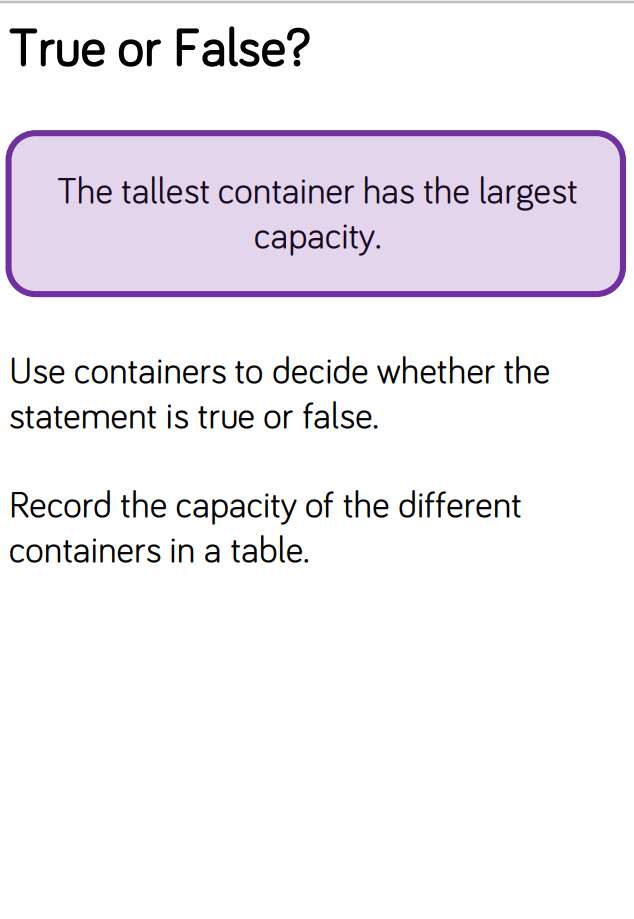 True or False?
The tallest container has the largest
capacity.
Use containers to decide whether the
statement is true or false.
Record the capacity of the different
containers in a table.